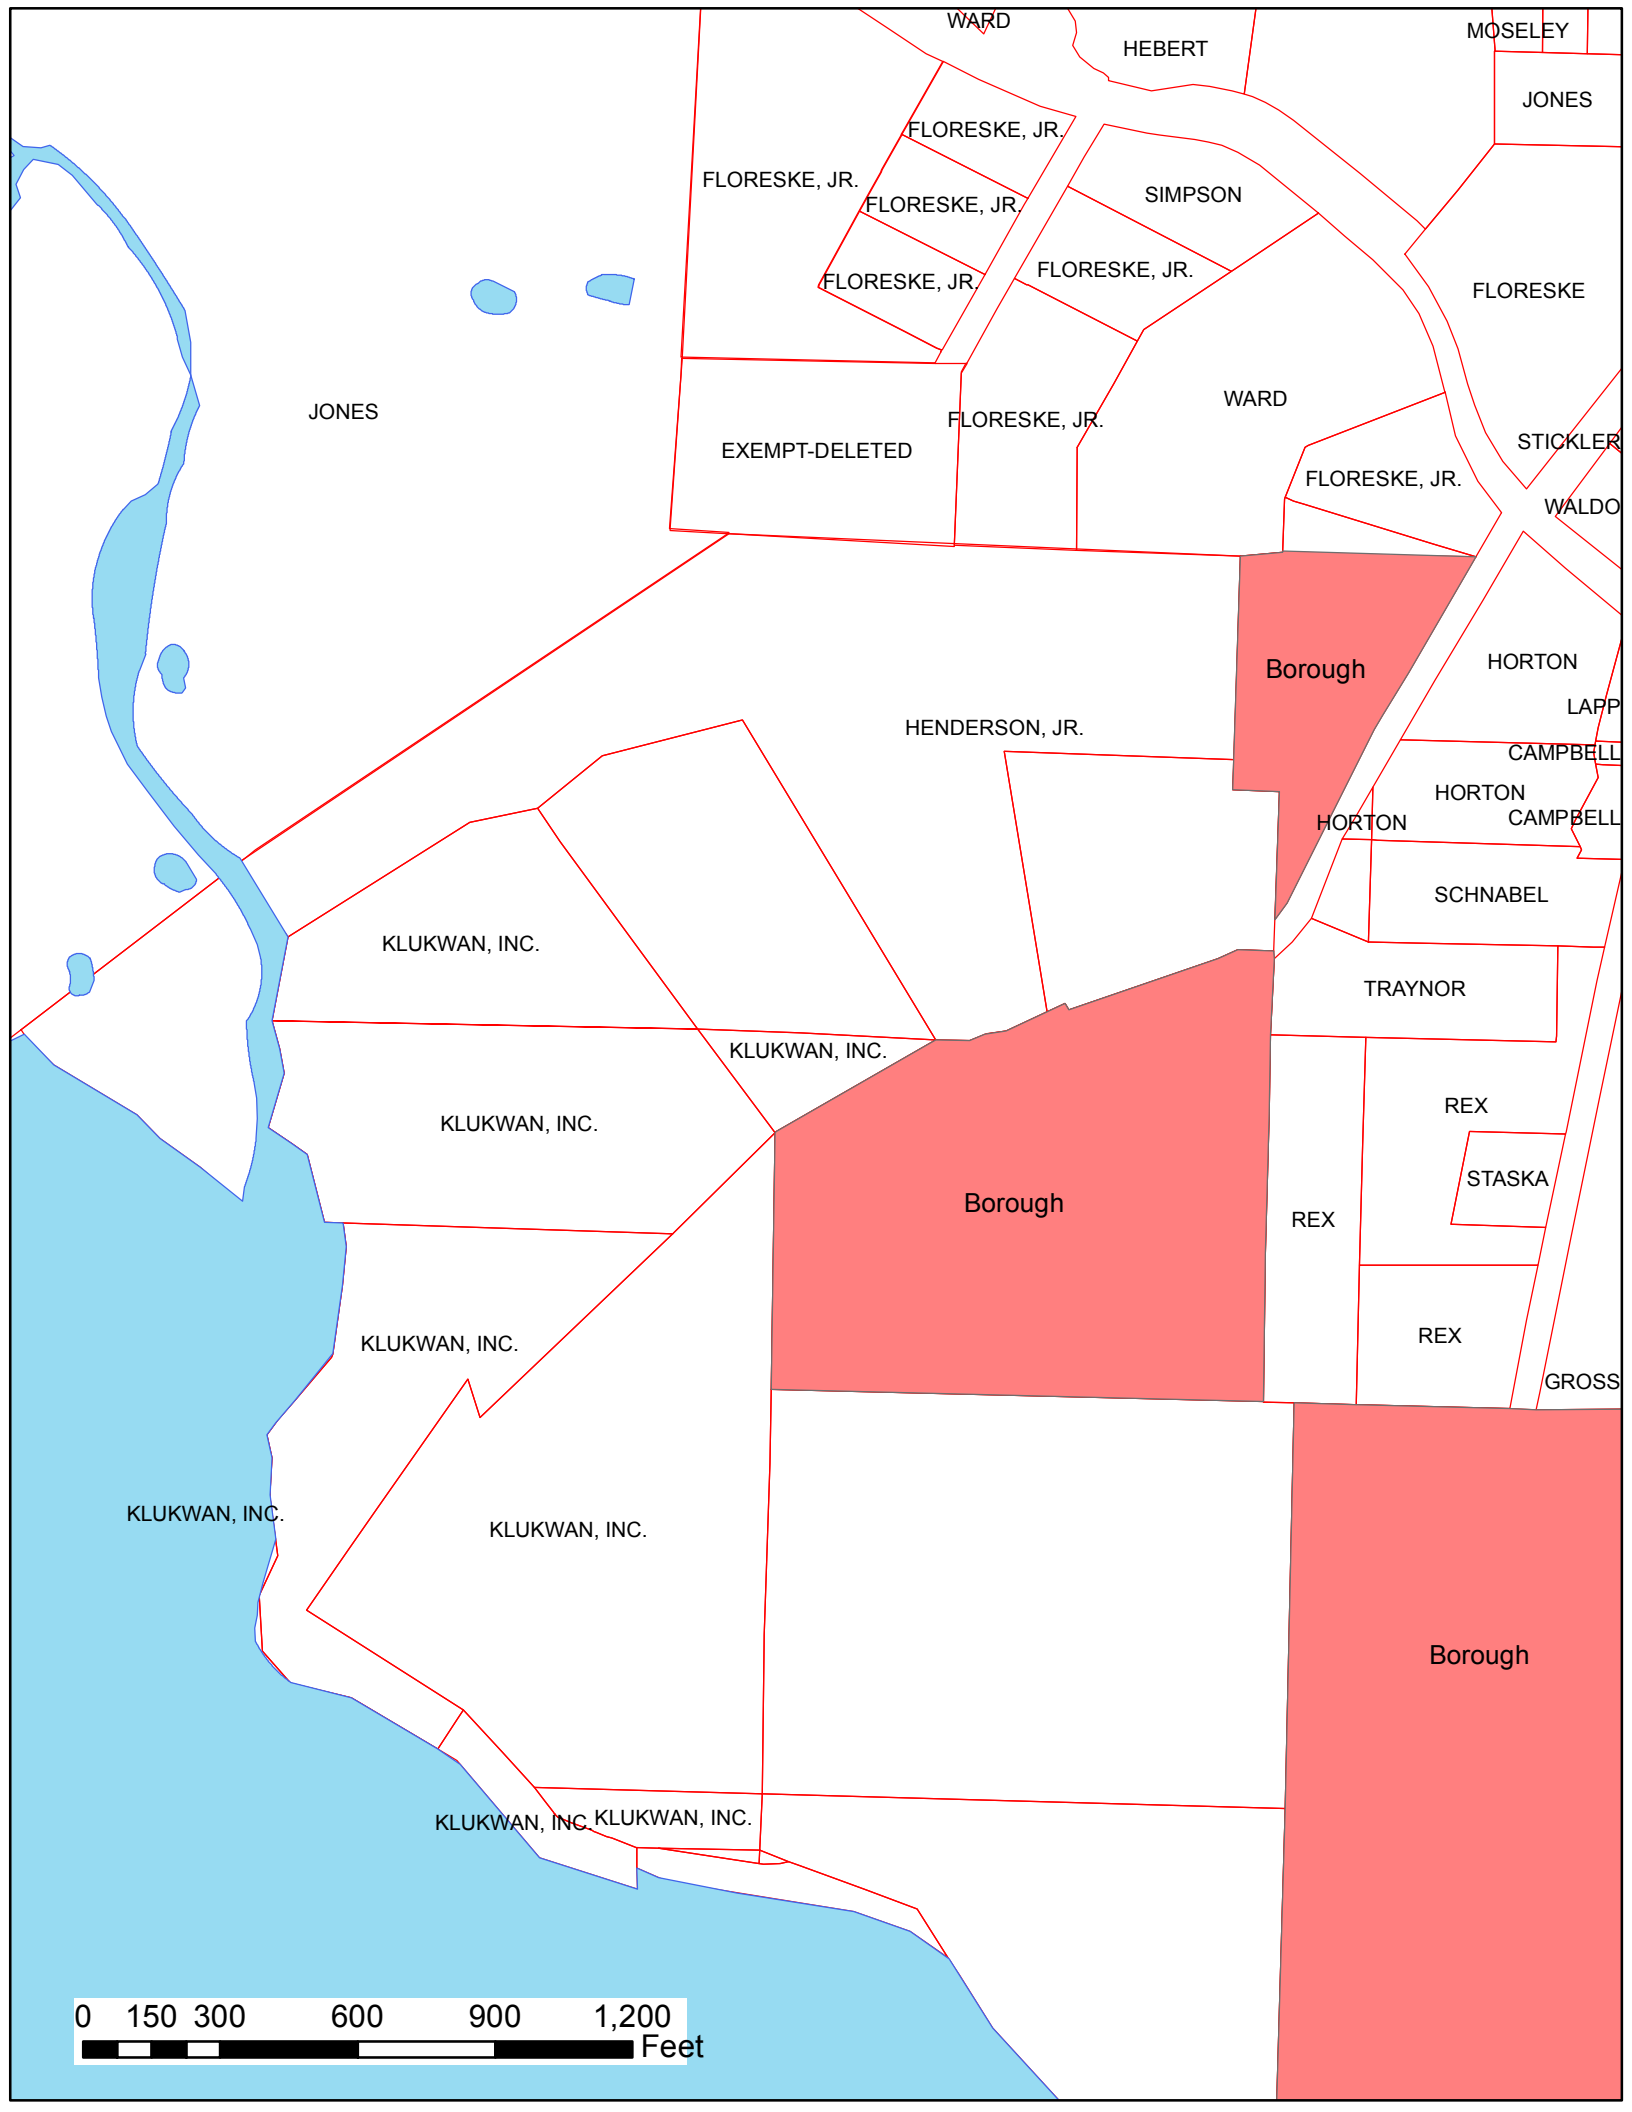 WARD
HEBERT
MOSELEY
JONES
FLORESKE, JR.
FLORESKE, JR.
SIMPSON
FLORESKE, JR.
FLORESKE, JR.
FLORESKE, JR.
FLORESKE
JONES
WARD
FLORESKE, JR.
EXEMPT-DELETED
STICKLER
FLORESKE, JR.
WALDO
Borough
HORTON
LAPP
HENDERSON, JR.
CAMPBELL
HORTON
HORTON
CAMPBELL
SCHNABEL
KLUKWAN, INC.
TRAYNOR
KLUKWAN, INC.
REX
KLUKWAN, INC.
STASKA
Borough
REX
REX
KLUKWAN, INC.
GROSS
KLUKWAN, INC.
KLUKWAN, INC.
Borough
KLUKWAN, INC.
KLUKWAN, INC.
0 150 300 600 900 1,200
Feet